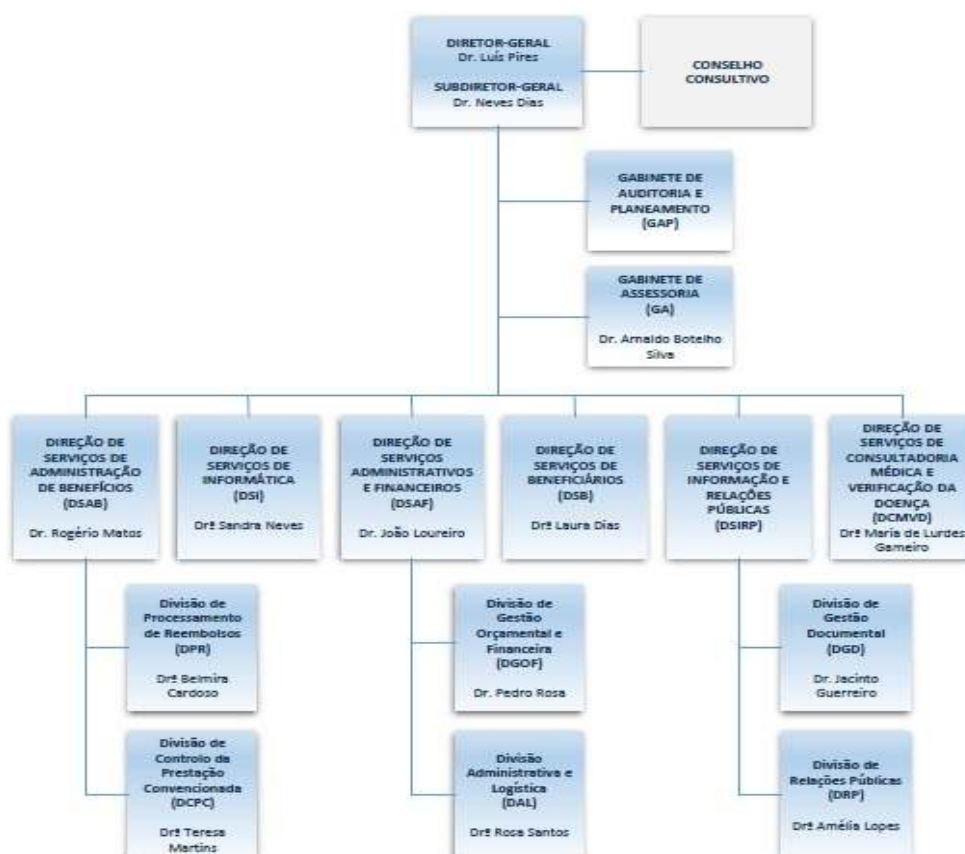 DIRETOR-GERAL
Dr. Luís Pires
SUBDIRETOR-GERAL
Dr. Neves Dias
CONSELHO
CONSULTIVO
GABINETE DE
AUDITORIA E
PLANEAMENTO
(GAP)
GABINETE DE
ASSESSORIA
(GA)
Dr. Arnaldo Botelho
Silva
DIREÇÃO DE
SERVIÇOS DE
ADMINISTRAÇÃO
DE BENEFÍCIOS
(DSAB)
Dr. Rogério Matos
DIREÇÃO DE
SERVIÇOS DE
INFORMÁTICA
(DSI)
Drª Sandra Neves
DIREÇÃO DE
SERVIÇOS
ADMINISTRATIVOS
E FINANCEIROS
(DSAF)
Dr. João Loureiro
DIREÇÃO DE
SERVIÇOS DE
BENEFICIÁRIOS
(DSB)
Drª Laura Dias
DIREÇÃO DE
SERVIÇOS DE
INFORMAÇÃO E
RELAÇÕES
PÚBLICAS
(DSIRP)
DIREÇÃO DE
SERVIÇOS DE
CONSULTADORIA
MÉDICA E
VERIFICAÇÃO DA
DOENÇA
(DCMVD)
Drª Maria de Lurdes
Gameiro
Divisão de
Processamento
de Reembolsos
(DPR)
Drª Belmira
Cardoso
Divisão de
Gestão
Orçamental e
Financeira
(DGOF)
Dr. Pedro Rosa
Divisão de
Gestão
Documental
(DGD)
Dr. Jacinto
Guerreiro
Divisão de
Controlo da
Prestação
Convencionada
(DCPC)
Drª Teresa
Martins
Divisão
Administrativa e
Logística
(DAL)
Drª Rosa Santos
Divisão de
Relações Públicas
(DRP)
Drª Amélia Lopes